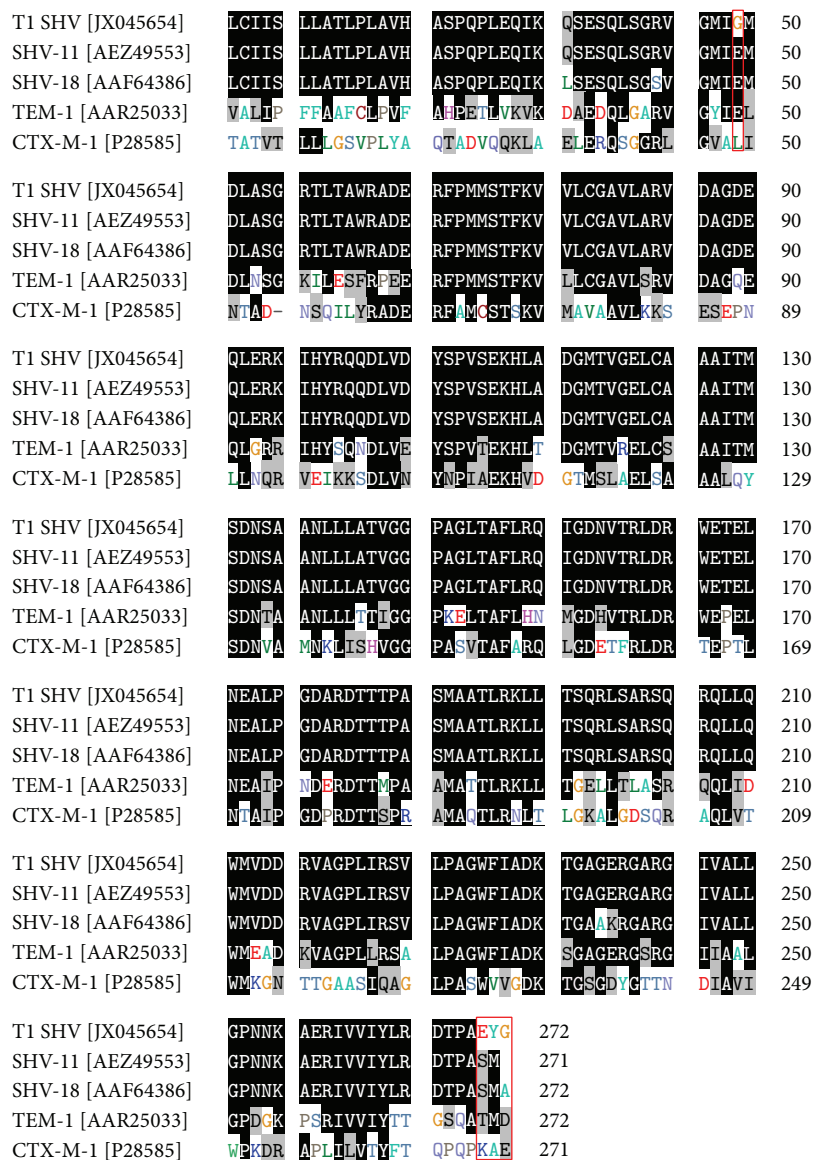 T1 SHV [JX045654] LCIIS LLATLPLAVH ASPQPLEQIK QSESQLSGRV GMIGM 50
SHV-11 [AEZ49553] LCIIS LLATLPLAVH ASPQPLEQIK QSESQLSGRV GMIEM 50
SHV-18 [AAF64386] LCIIS LLATLPLAVH ASPQPLEQIK LSESQLSGSV GMIEM 50
TEM-1 [AAR25033] VALIP FFAAFCLPVF AHPETLVKVK DAEDQLGARV GYIEL 50
CTX-M-1 [P28585] TATVT LLLGSVPLYA QTADVQQKLA ELERQSGGRL GVALI 50
T1 SHV [JX045654] DLASG RTLTAWRADE RFPMMSTFKV VLCGAVLARV DAGDE 90
SHV-11 [AEZ49553] DLASG RTLTAWRADE RFPMMSTFKV VLCGAVLARV DAGDE 90
SHV-18 [AAF64386] DLASG RTLTAWRADE RFPMMSTFKV VLCGAVLARV DAGDE 90
TEM-1 [AAR25033] DLNSG KILESFRPEE RFPMMSTFKV LLCGAVLSRV DAGQE 90
CTX-M-1 [P28585] NTAD- NSQILYRADE RFAMCSTSKV MAVAAVLKKS ESEPN 89
T1 SHV [JX045654] QLERK IHYRQQDLVD YSPVSEKHLA DGMTVGELCA AAITM 130
SHV-11 [AEZ49553] QLERK IHYRQQDLVD YSPVSEKHLA DGMTVGELCA AAITM 130
SHV-18 [AAF64386] QLERK IHYRQQDLVD YSPVSEKHLA DGMTVGELCA AAITM 130
TEM-1 [AAR25033] QLGRR IHYSQNDLVE YSPVTEKHLT DGMTVRELCS AAITM 130
CTX-M-1 [P28585] LLNQR VEIKKSDLVN YNPIAEKHVD GTMSLAELSA AALQY 129
T1 SHV [JX045654] SDNSA ANLLLATVGG PAGLTAFLRQ IGDNVTRLDR WETEL 170
SHV-11 [AEZ49553] SDNSA ANLLLATVGG PAGLTAFLRQ IGDNVTRLDR WETEL 170
SHV-18 [AAF64386] SDNSA ANLLLATVGG PAGLTAFLRQ IGDNVTRLDR WETEL 170
TEM-1 [AAR25033] SDNTA ANLLLTTIGG PKELTAFLHN MGDHVTRLDR WEPEL 170
CTX-M-1 [P28585] SDNVA MNKLISHVGG PASVTAFARQ LGDETFRLDR TEPTL 169
T1 SHV [JX045654] NEALP GDARDTTTPA SMAATLRKLL TSQRLSARSQ RQLLQ 210
SHV-11 [AEZ49553] NEALP GDARDTTTPA SMAATLRKLL TSQRLSARSQ RQLLQ 210
SHV-18 [AAF64386] NEALP GDARDTTTPA SMAATLRKLL TSQRLSARSQ RQLLQ 210
TEM-1 [AAR25033] NEAIP NDERDTTMPA AMATTLRKLL TGELLTLASR QQLID 210
CTX-M-1 [P28585] NTAIP GDPRDTTSPR AMAQTLRNLT LGKALGDSQR AQLVT 209
T1 SHV [JX045654] WMVDD RVAGPLIRSV LPAGWFIADK TGAGERGARG IVALL 250
SHV-11 [AEZ49553] WMVDD RVAGPLIRSV LPAGWFIADK TGAGERGARG IVALL 250
SHV-18 [AAF64386] WMVDD RVAGPLIRSV LPAGWFIADK TGAAKRGARG IVALL 250
TEM-1 [AAR25033] WMEAD KVAGPLLRSA LPAGWFIADK SGAGERGSRG IIAAL 250
CTX-M-1 [P28585] WMKGN TTGAASIQAG LPASWVVGDK TGSGDYGTTN DIAVI 249
T1 SHV [JX045654] GPNNK AERIVVIYLR DTPAEYG 272
SHV-11 [AEZ49553] GPNNK AERIVVIYLR DTPASM 271
SHV-18 [AAF64386] GPNNK AERIVVIYLR DTPASMA 272
TEM-1 [AAR25033] GPDGK PSRIVVIYTT GSQATMD 272
CTX-M-1 [P28585] WPKDR APLILVTYFT QPQPKAE 271